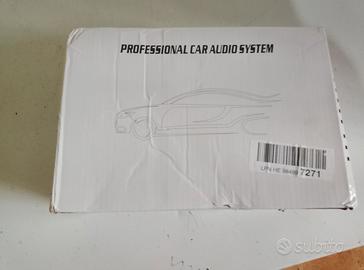 PROFESSIONAL CAR AUDIO SYSTEM
7271
subito